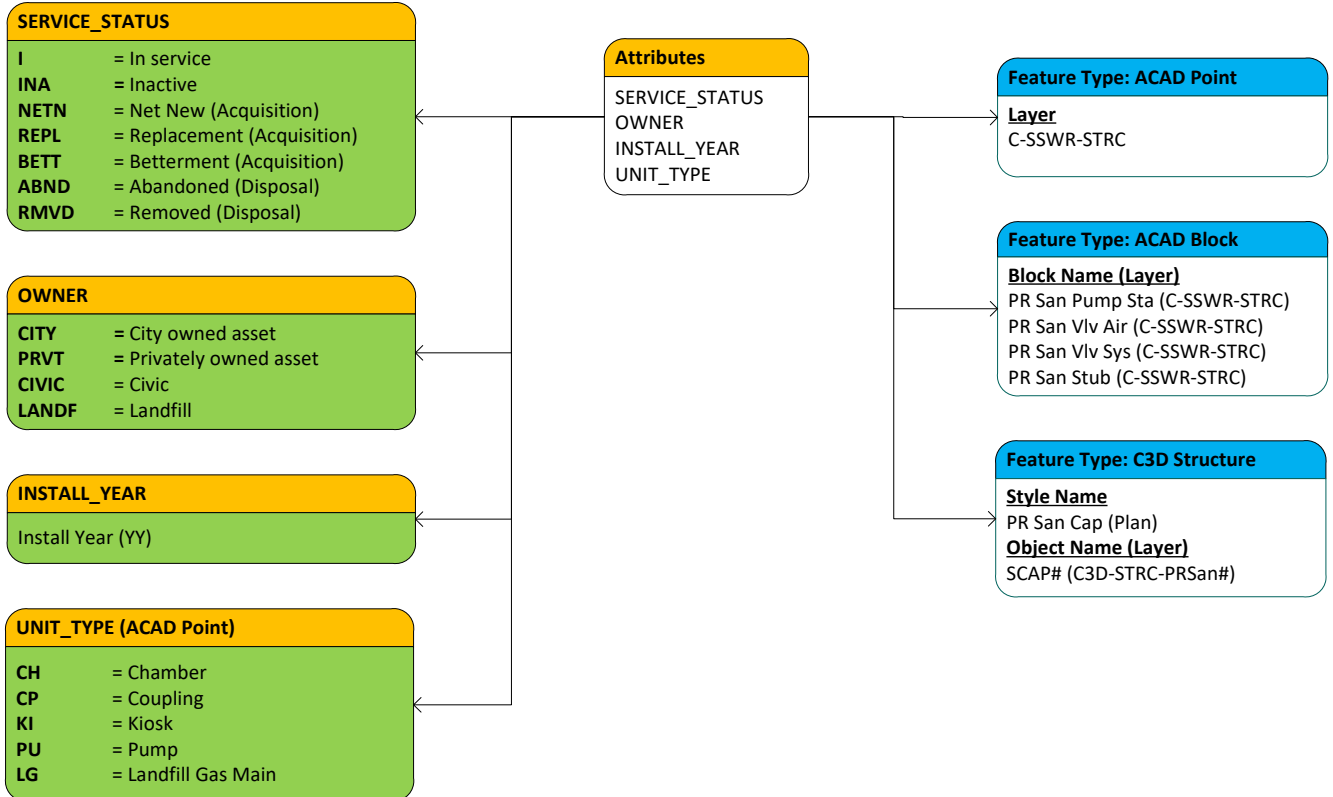 SERVICE_STATUS
I = In service
INA = Inactive
NETN = Net New (Acquisition)
REPL = Replacement (Acquisition)
BETT = Betterment (Acquisition)
ABND = Abandoned (Disposal)
RMVD = Removed (Disposal)
OWNER
CITY = City owned asset
PRVT = Privately owned asset
CIVIC = Civic
LANDF = Landfill
INSTALL_YEAR
Install Year (YY)
UNIT_TYPE (ACAD Point)
CH = Chamber
CP = Coupling
KI = Kiosk
PU = Pump
LG = Landfill Gas Main
Attributes
SERVICE_STATUS
OWNER
INSTALL_YEAR
UNIT_TYPE
Feature Type: ACAD Point
Layer
C-SSWR-STRC
Feature Type: ACAD Block
Block Name (Layer)
PR San Pump Sta (C-SSWR-STRC)
PR San Vlv Air (C-SSWR-STRC)
PR San Vlv Sys (C-SSWR-STRC)
PR San Stub (C-SSWR-STRC)
Feature Type: C3D Structure
Style Name
PR San Cap (Plan)
Object Name (Layer)
SCAP# (C3D-STRC-PRSan#)